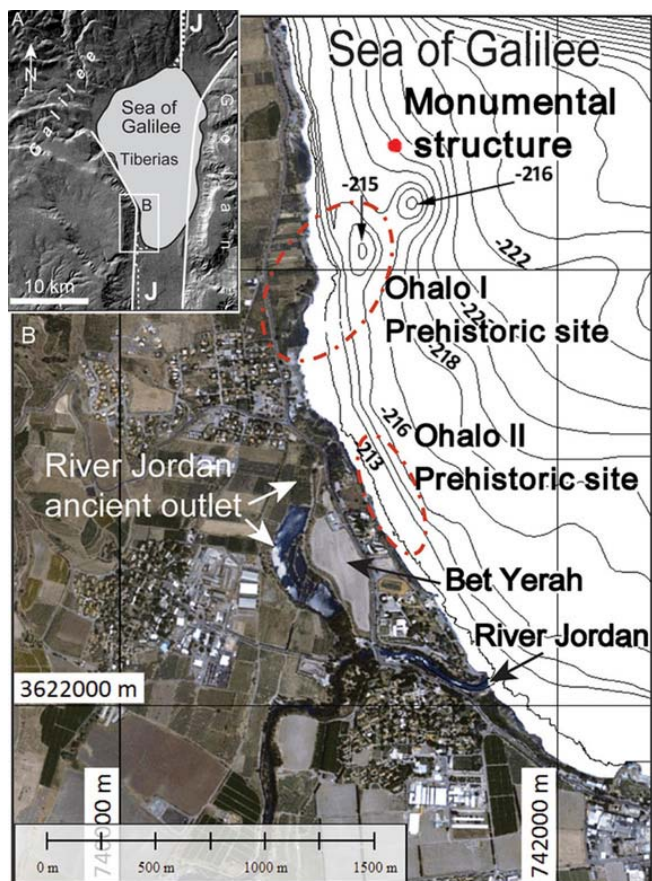 A
J
N
Galilee
Sea of
Galilee
Tiberias
Golan
B
10 km
J
Sea of Galilee
Monumental
structure
-215
-216
-222
Ohalo I
Prehistoric site
-218
B
-216
Ohalo II
213
Prehistoric site
River Jordan
ancient outlet
Bet Yerah
River Jordan
3622000 m
742000 m
0 m 500 m 1000 m 1500 m